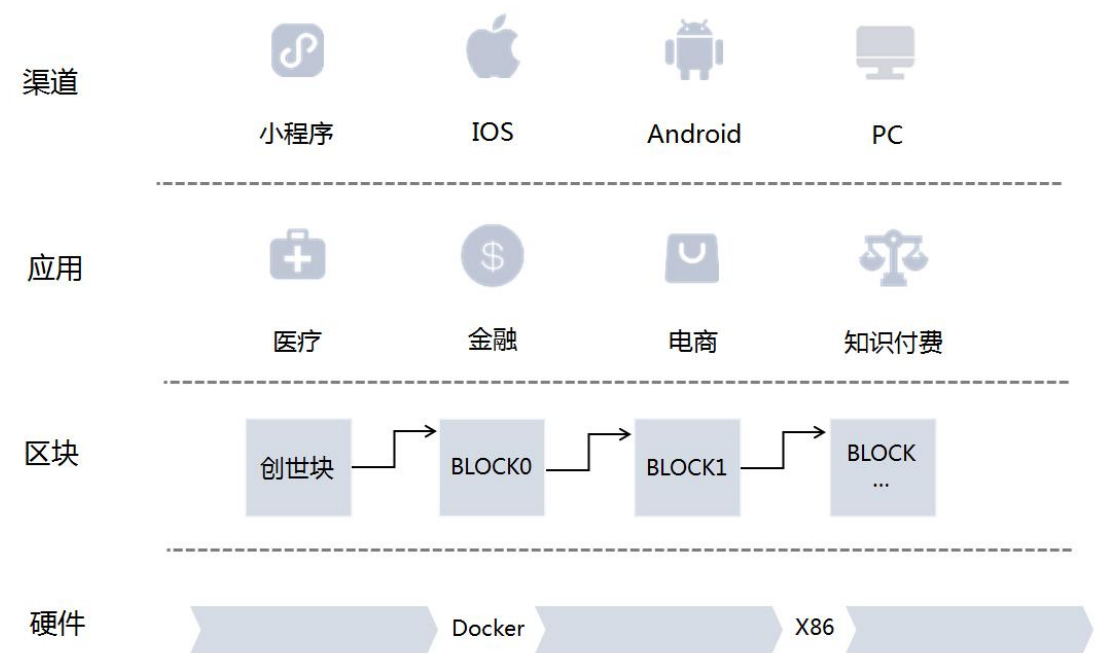 渠道
小程序
IOS
Android
PC
应用
医疗
金融
电商
知识付费
区块
创世块
BLOCK0
BLOCK1
BLOCK
...
硬件
Docker
X86